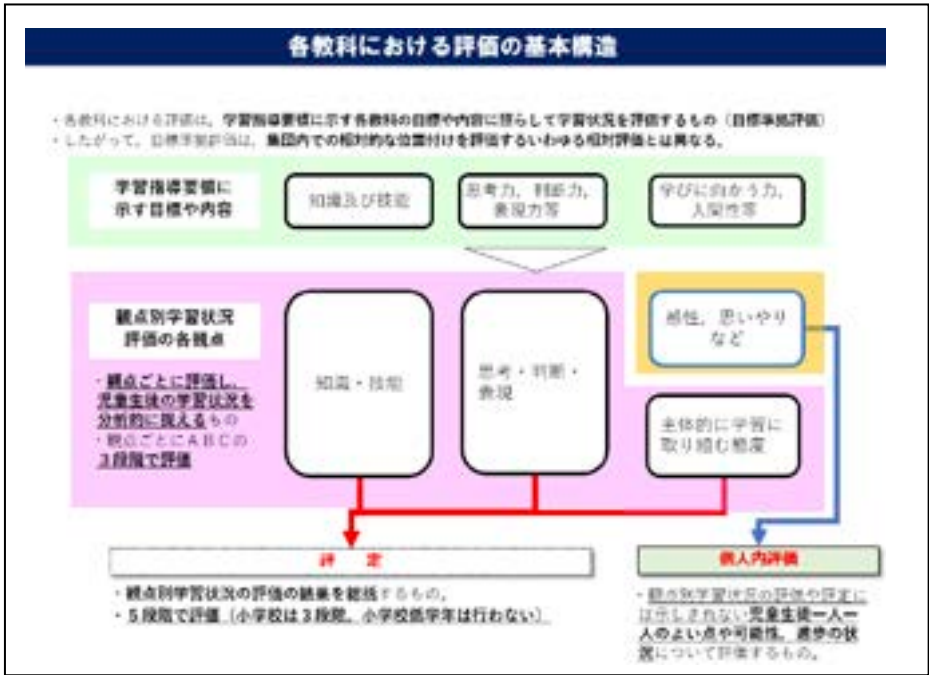 各教科における評価の基本構造
・各教科における評価は、学習指導要領に示す各教科の目標や内容に照らして学習状況を評価するもの（目標準拠評価）
・したがって、目標準拠評価は、集団内での相対的な位置付けを評価するいわゆる相対評価とは異なる。
学習指導要領に
示す目標や内容
知識及び技能
思考力，判断力，
表現力等
学びに向かう力，
人間性等
観点別学習状況
評価の各観点
・観点ごとに評価し、
児童生徒の学習状況を
分析的に捉えるもの
・観点ごとにＡＢＣの
３段階で評価
知識・技能
思考・判断・
表現
感性，思いやり
など
主体的に学習に
取り組む態度
評　定
・観点別学習状況の評価の結果を総括するもの。
・５段階で評価（小学校は３段階。小学校低学年は行わない）
個人内評価
・観点別学習状況の評価や評定に
は示しきれない児童生徒一人一
人のよい点や可能性、進歩の状
況について評価するもの。